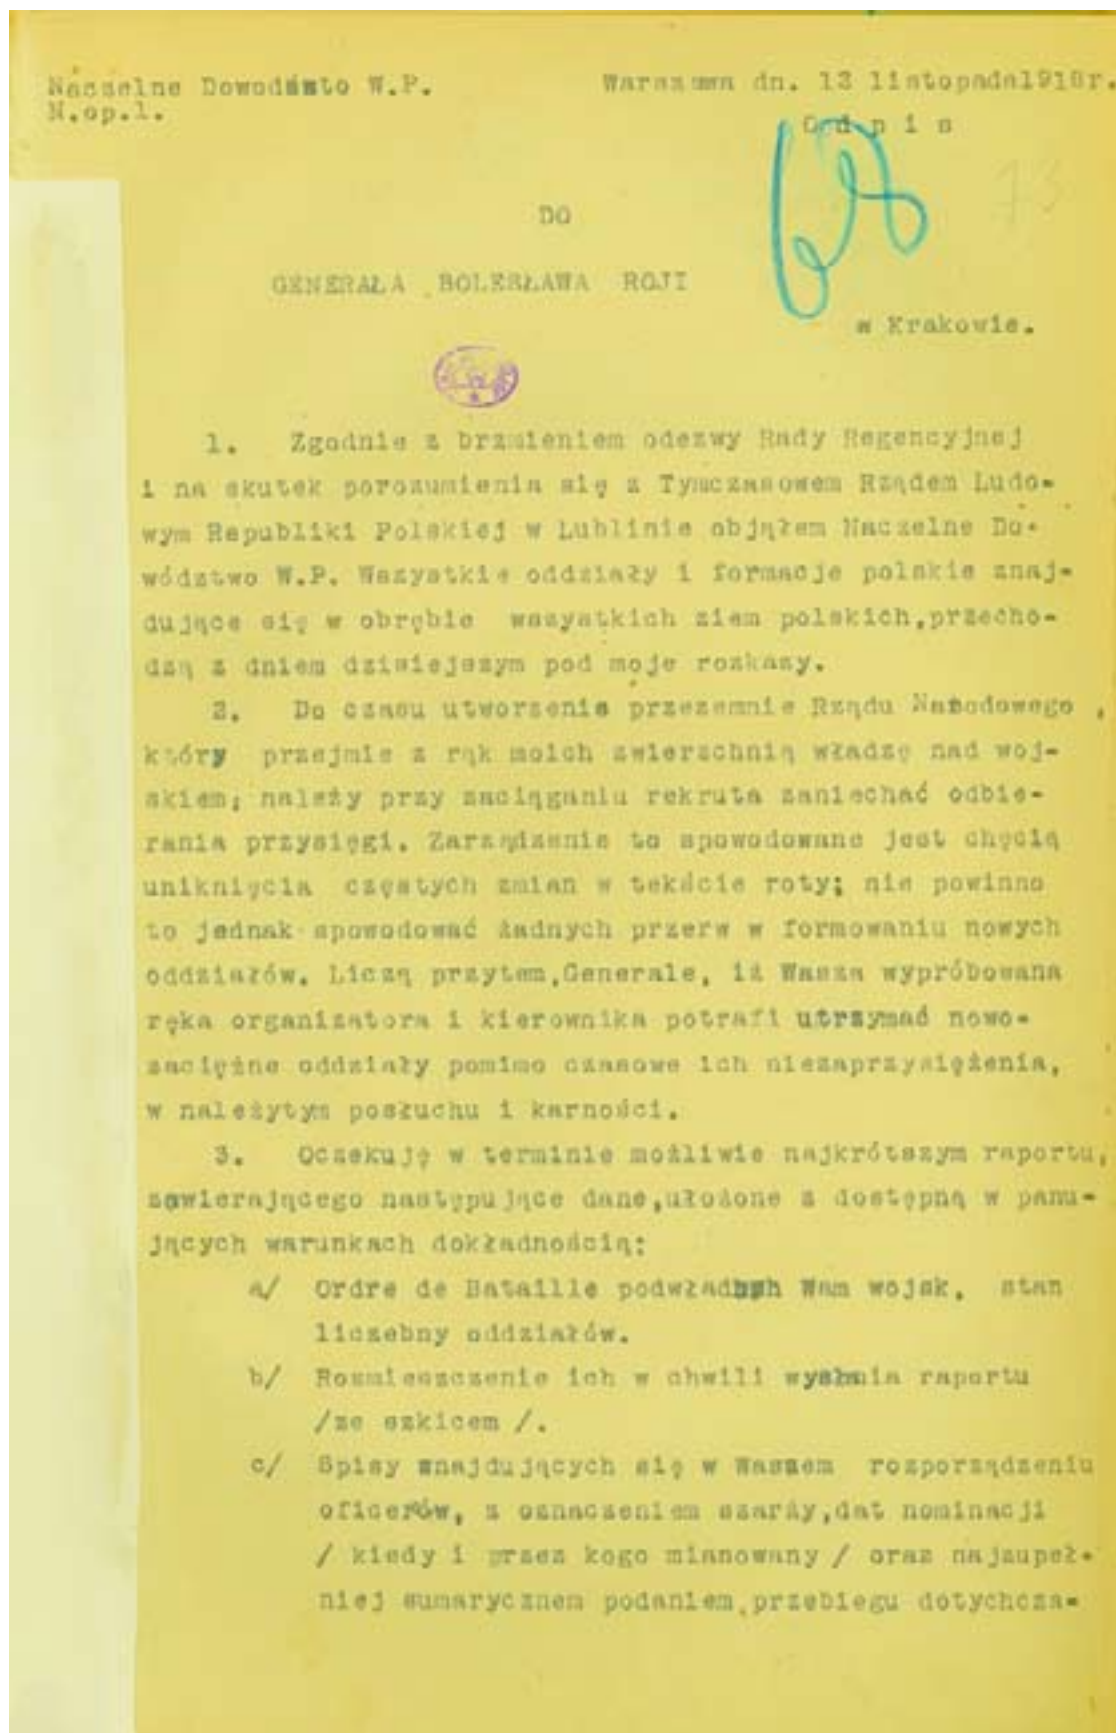 Naczelne Dowództwo W.P.
N.op.1.
Warszawa dn. 13 listopada1918r.
O d p i s
73
DO
GENERAŁA BOLESŁAWA ROJI
w Krakowie.
1. Zgodnie z brzmieniem odezwy Rady Regencyjnej
i na skutek porozumienia się z Tymczasowem Rządem Ludo-
wym Republiki Polskiej w Lublinie objąłem Naczelne Do-
wództwo W.P. Wszystkie oddziały i formacje polskie znaj-
dujące się w obrębie wszystkich ziem polskich,przecho-
dzą z dniem dzisiejszym pod moje rozkazy.
2. Do czasu utworzenia przezemnie Rządu Narodowego ,
który przejmie z rąk moich zwierzchnią władzę nad woj-
skiem; należy przy zaciąganiu rekruta zaniechać odbie-
rania przysięgi. Zarządzenie to spowodowane jest chęcią
uniknięcia częstych zmian w tekście roty; nie powinno
to jednak spowodować żadnych przerw w formowaniu nowych
oddziałów. Liczą przytem,Generale, iż Wasza wypróbowana
ręka organizatora i kierownika potrafi utrzymać nowo-
zaciężne oddziały pomimo czasowe ich niezaprzysiężenia,
w należytym posłuchu i karności.
3. Oczekuję w terminie możliwie najkrótszym raportu,
zawierającego następujące dane,ułożone z dostępną w panu-
jących warunkach dokładnością:
a/ Ordre de Bataille podwładnych Wam wojsk, stan
liczebny oddziałów.
b/ Rozmieszczenie ich w chwili wysłania raportu
/ze szkicem /.
c/ Spisy znajdujących się w Waszem rozporządzeniu
oficerów, z oznaczeniem szarży,dat nominacji
/ kiedy i przez kogo mianowany / oraz najzupeł-
niej sumarycznem podaniem przebiegu dotychcza-